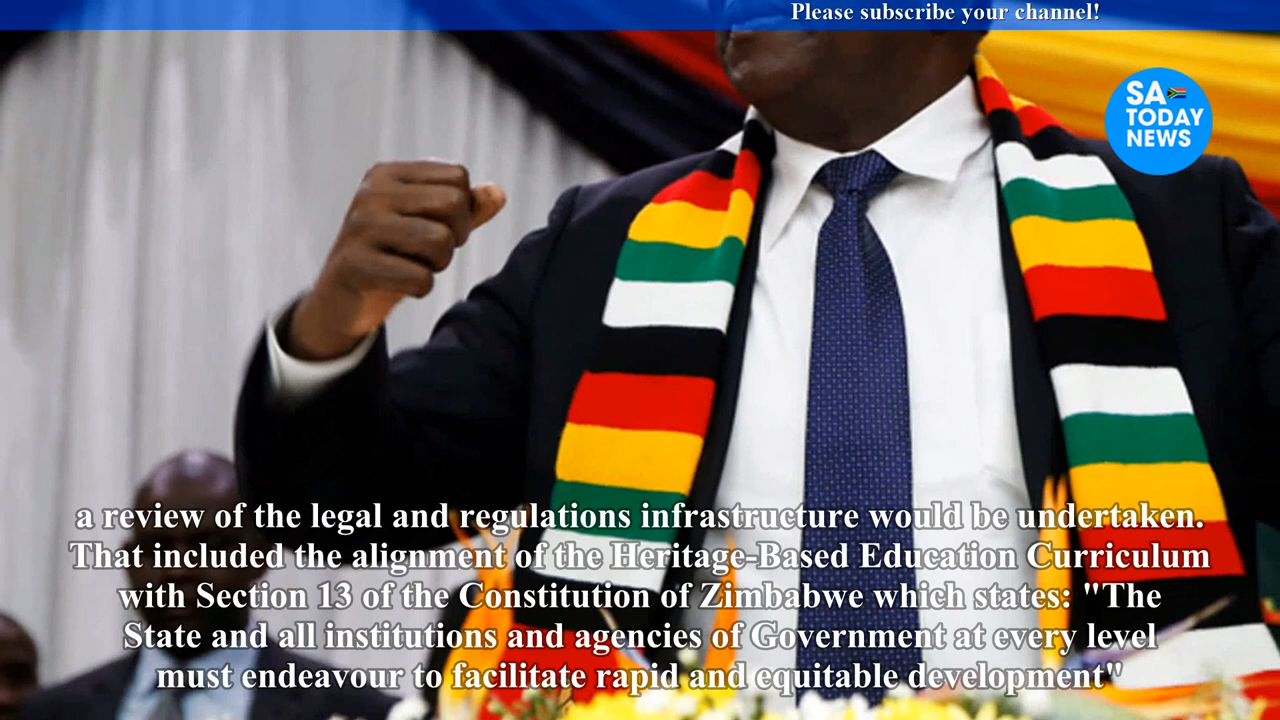 Please subscribe your channel!
SA
TODAY
NEWS
a review of the legal and regulations infrastructure would be undertaken.
That included the alignment of the Heritage-Based Education Curriculum
with Section 13 of the Constitution of Zimbabwe which states: "The
State and all institutions and agencies of Government at every level
must endeavour to facilitate rapid and equitable development"